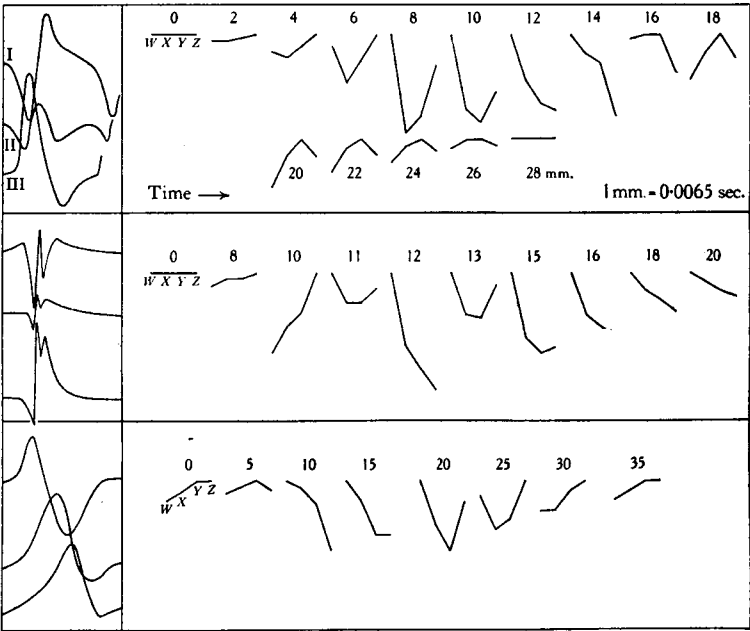 0 2 4 6 8 10 12 14 16 18
W X Y Z
I
II
III
20 22 24 26 28 mm.
Time → 1 mm. = 0·0065 sec.
0 8 10 11 12 13 15 16 18 20
W X Y Z
0 5 10 15 20 25 30 35
W X Y Z